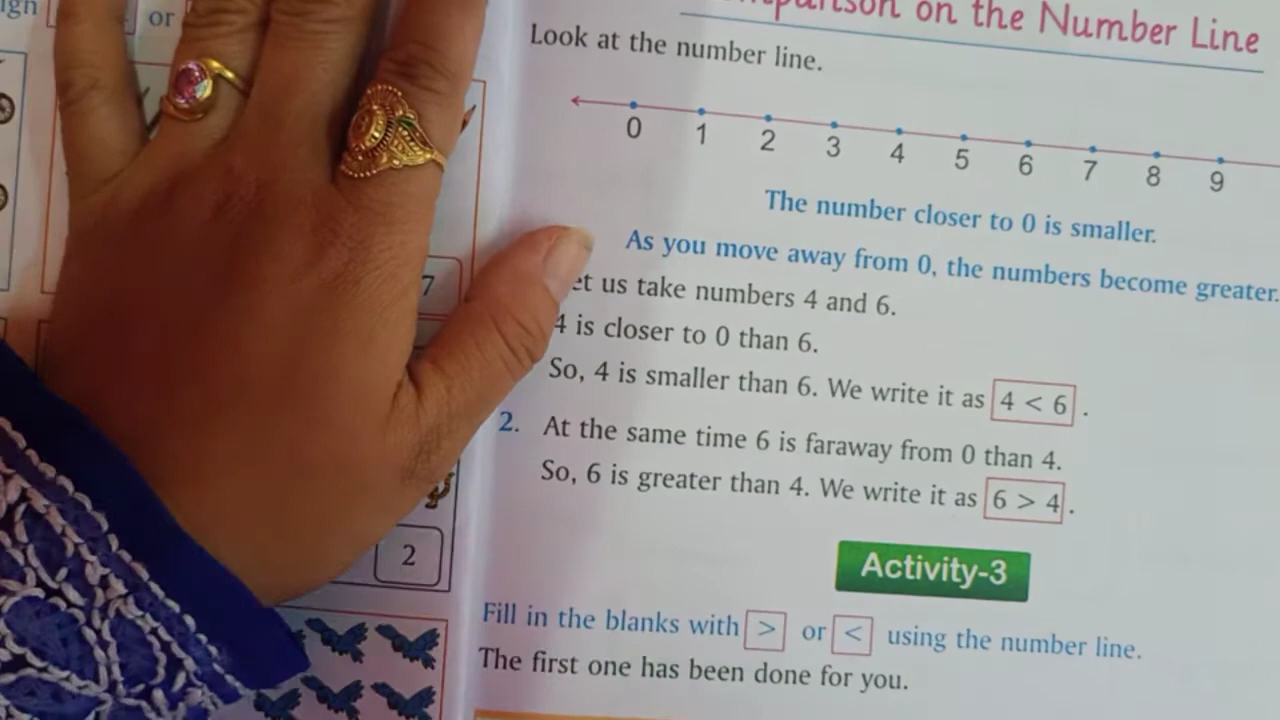 or
omparison on the Number Line
Look at the number line.
0 1 2 3 4 5 6 7 8 9
The number closer to 0 is smaller.
As you move away from 0, the numbers become greater.
et us take numbers 4 and 6.
4 is closer to 0 than 6.
So, 4 is smaller than 6. We write it as 4 < 6 .
2. At the same time 6 is faraway from 0 than 4.
So, 6 is greater than 4. We write it as 6 > 4 .
Activity-3
Fill in the blanks with > or < using the number line.
The first one has been done for you.
7
2